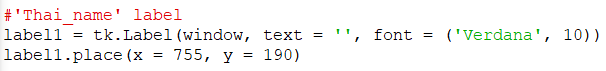 #'Thai_name' label
label1 = tk.Label(window, text = '', font = ('Verdana', 10))
label1.place(x = 755, y = 190)